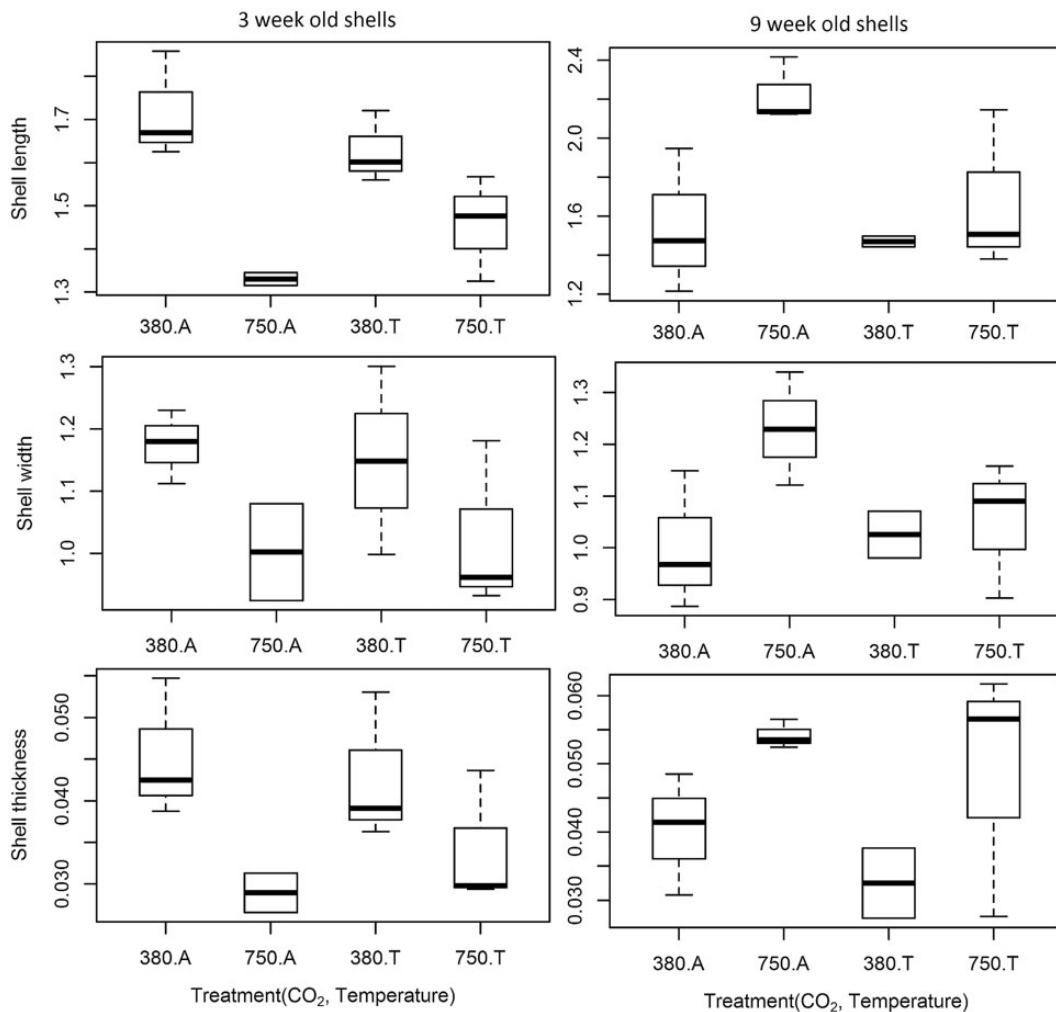 3 week old shells
9 week old shells
Shell length
1.3 1.5 1.7
380.A 750.A 380.T 750.T
1.2 1.6 2.0 2.4
380.A 750.A 380.T 750.T
Shell width
1.0 1.1 1.2 1.3
380.A 750.A 380.T 750.T
0.9 1.0 1.1 1.2 1.3
380.A 750.A 380.T 750.T
Shell thickness
0.030 0.040 0.050
380.A 750.A 380.T 750.T
0.030 0.040 0.050 0.060
380.A 750.A 380.T 750.T
Treatment(CO₂, Temperature)
Treatment(CO₂, Temperature)